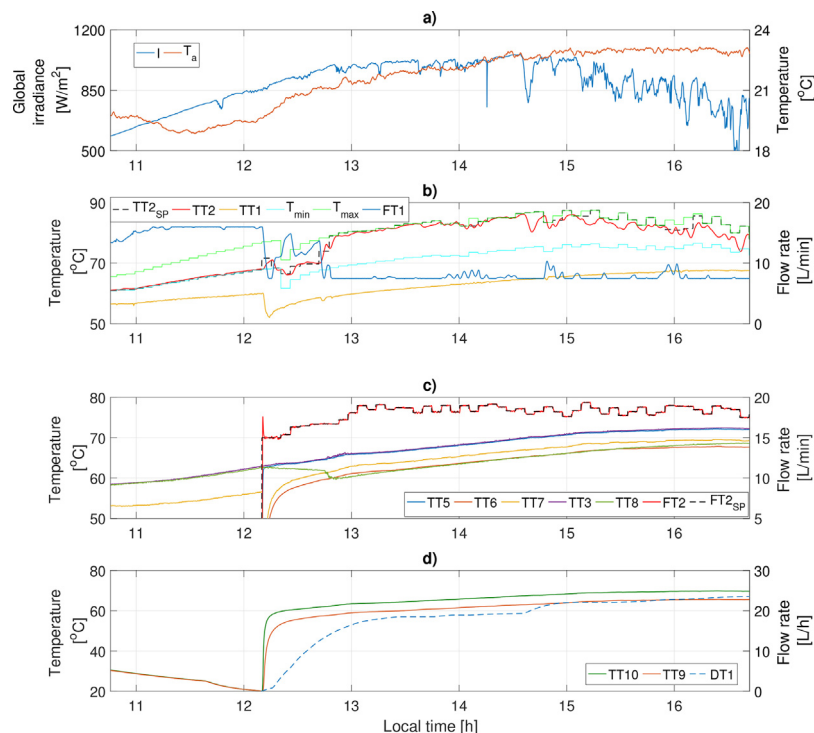 a)
Global irradiance [W/m²]
1200
850
500
I T_a
24
21
18
Temperature [°C]
11 12 13 14 15 16
b)
Temperature [°C]
90
70
50
TT2_SP TT2 TT1 T_min T_max FT1
20
10
0
Flow rate [L/min]
11 12 13 14 15 16
c)
Temperature [°C]
80
70
60
50
TT5 TT6 TT7 TT3 TT8 FT2 FT2_SP
20
15
10
5
Flow rate [L/min]
11 12 13 14 15 16
d)
Temperature [°C]
80
60
40
20
TT10 TT9 DT1
30
20
10
0
Flow rate [L/h]
11 12 13 14 15 16
Local time [h]